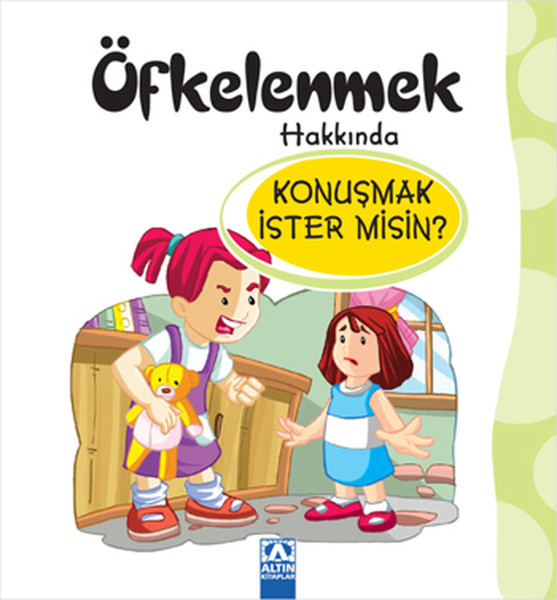 Öfkelenmek
Hakkında
KONUŞMAK
İSTER MİSİN?
ALTIN
KİTAPLAR